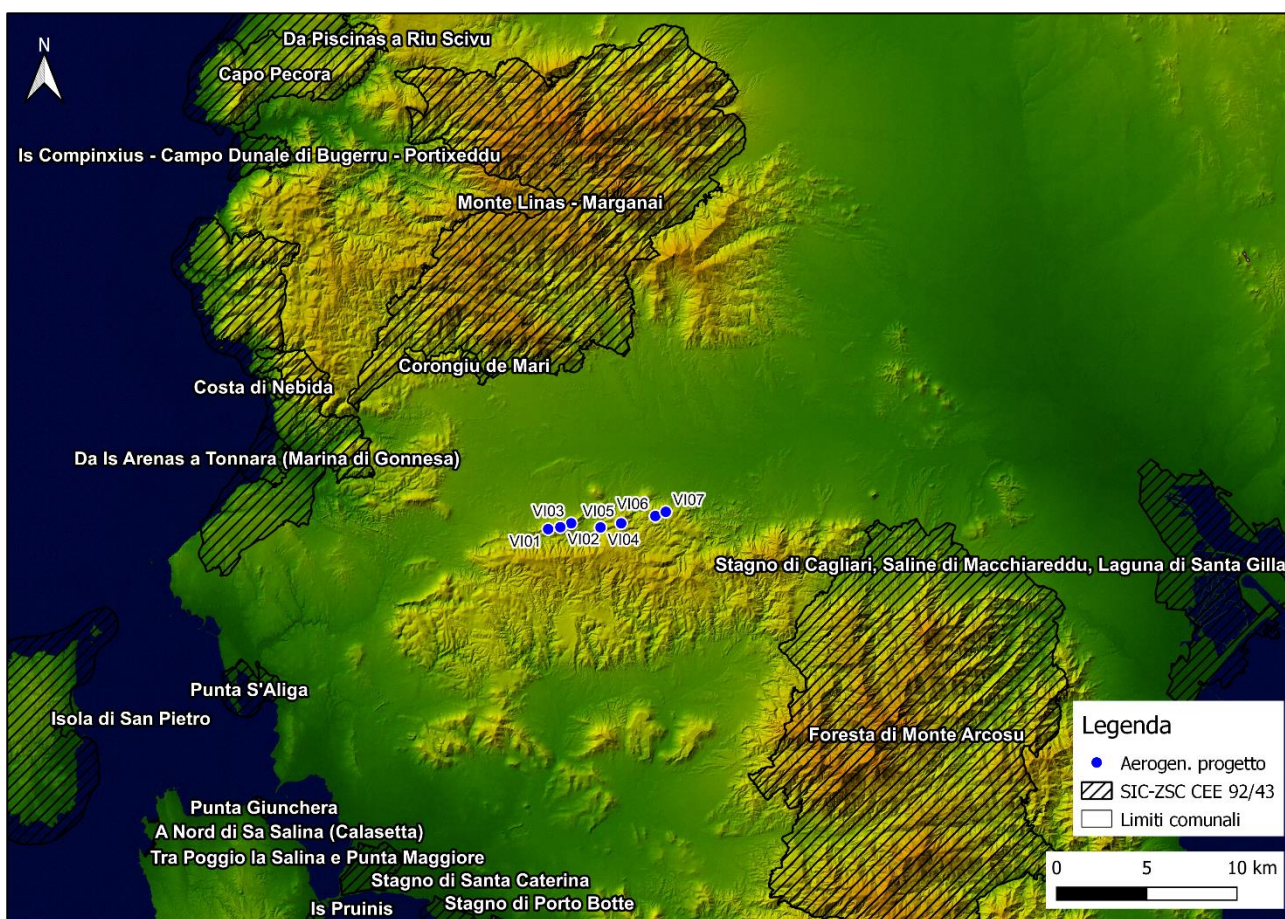 Da Piscinas a Riu Scivu
N
Capo Pecora
Is Compinxius - Campo Dunale di Bugerru - Portixeddu
Monte Linas - Marganai
Corongiu de Mari
Costa di Nebida
Da Is Arenas a Tonnara (Marina di Gonnesa)
VI03 VI05 VI06 VI07
VI01 VI02 VI04
Stagno di Cagliari, Saline di Macchiareddu, Laguna di Santa Gilla
Punta S'Aliga
Isola di San Pietro
Foresta di Monte Arcosu
Punta Giunchera
A Nord di Sa Salina (Calasetta)
Tra Poggio la Salina e Punta Maggiore
Stagno di Santa Caterina
Is Pruinis
Stagno di Porto Botte
Legenda
Aerogen. progetto
SIC-ZSC CEE 92/43
Limiti comunali
0 5 10 km